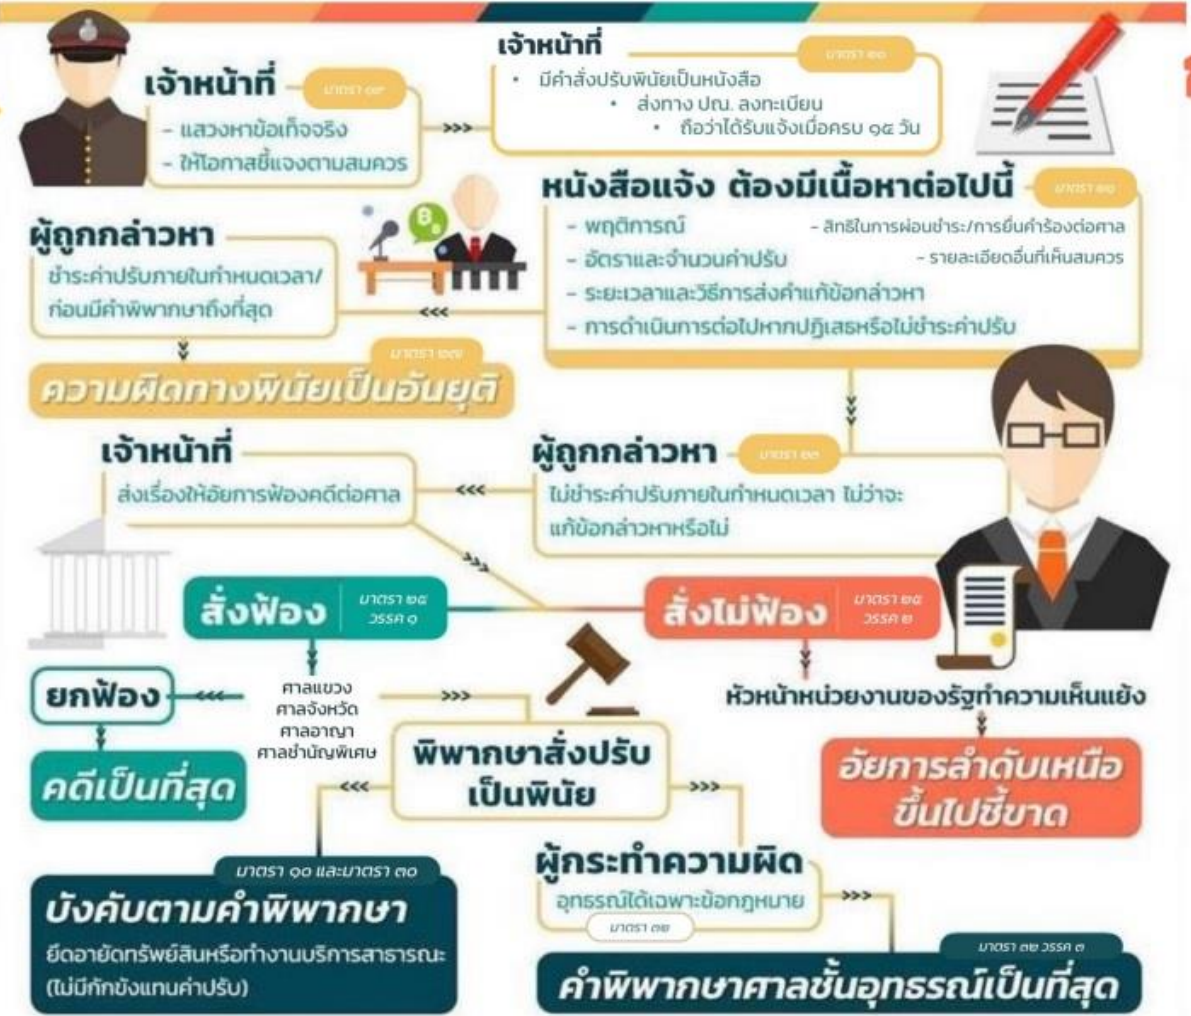 เจ้าหน้าที่
มาตรา ๑๙
- แสวงหาข้อเท็จจริง
- ให้โอกาสชี้แจงตามสมควร
เจ้าหน้าที่
มาตรา ๒๐
• มีคำสั่งปรับพินัยเป็นหนังสือ
• ส่งทาง ปณ. ลงทะเบียน
• ถือว่าได้รับแจ้งเมื่อครบ ๑๕ วัน
หนังสือแจ้ง ต้องมีเนื้อหาต่อไปนี้
- พฤติการณ์
- สิทธิในการผ่อนชำระ/การยื่นคำร้องต่อศาล
- อัตราและจำนวนค่าปรับ
- รายละเอียดอื่นที่เห็นสมควร
- ระยะเวลาและวิธีการส่งคำแก้ข้อกล่าวหา
- การดำเนินการต่อไปหากปฏิเสธหรือไม่ชำระค่าปรับ
ผู้ถูกกล่าวหา
ชำระค่าปรับภายในกำหนดเวลา/
ก่อนมีคำพิพากษาถึงที่สุด
ความผิดทางพินัยเป็นอันยุติ
ผู้ถูกกล่าวหา
มาตรา ๒๓
ไม่ชำระค่าปรับภายในกำหนดเวลา ไม่ว่าจะ
แก้ข้อกล่าวหาหรือไม่
เจ้าหน้าที่
ส่งเรื่องให้อัยการฟ้องคดีต่อศาล
สั่งฟ้อง
มาตรา ๒๕
วรรค ๑
สั่งไม่ฟ้อง
มาตรา ๒๕
วรรค ๒
ยกฟ้อง
ศาลแขวง
ศาลจังหวัด
ศาลอาญา
ศาลชำนัญพิเศษ
คดีเป็นที่สุด
พิพากษาสั่งปรับ
เป็นพินัย
หัวหน้าหน่วยงานของรัฐทำความเห็นแย้ง
อัยการลำดับเหนือ
ขึ้นไปชี้ขาด
มาตรา ๑๐ และมาตรา ๓๐
บังคับตามคำพิพากษา
ยึดอายัดทรัพย์สินหรือทำงานบริการสาธารณะ
(ไม่มีกักขังแทนค่าปรับ)
ผู้กระทำความผิด
อุทธรณ์ได้เฉพาะข้อกฎหมาย
มาตรา ๓๒
มาตรา ๓๒ วรรค ๓
คำพิพากษาศาลชั้นอุทธรณ์เป็นที่สุด